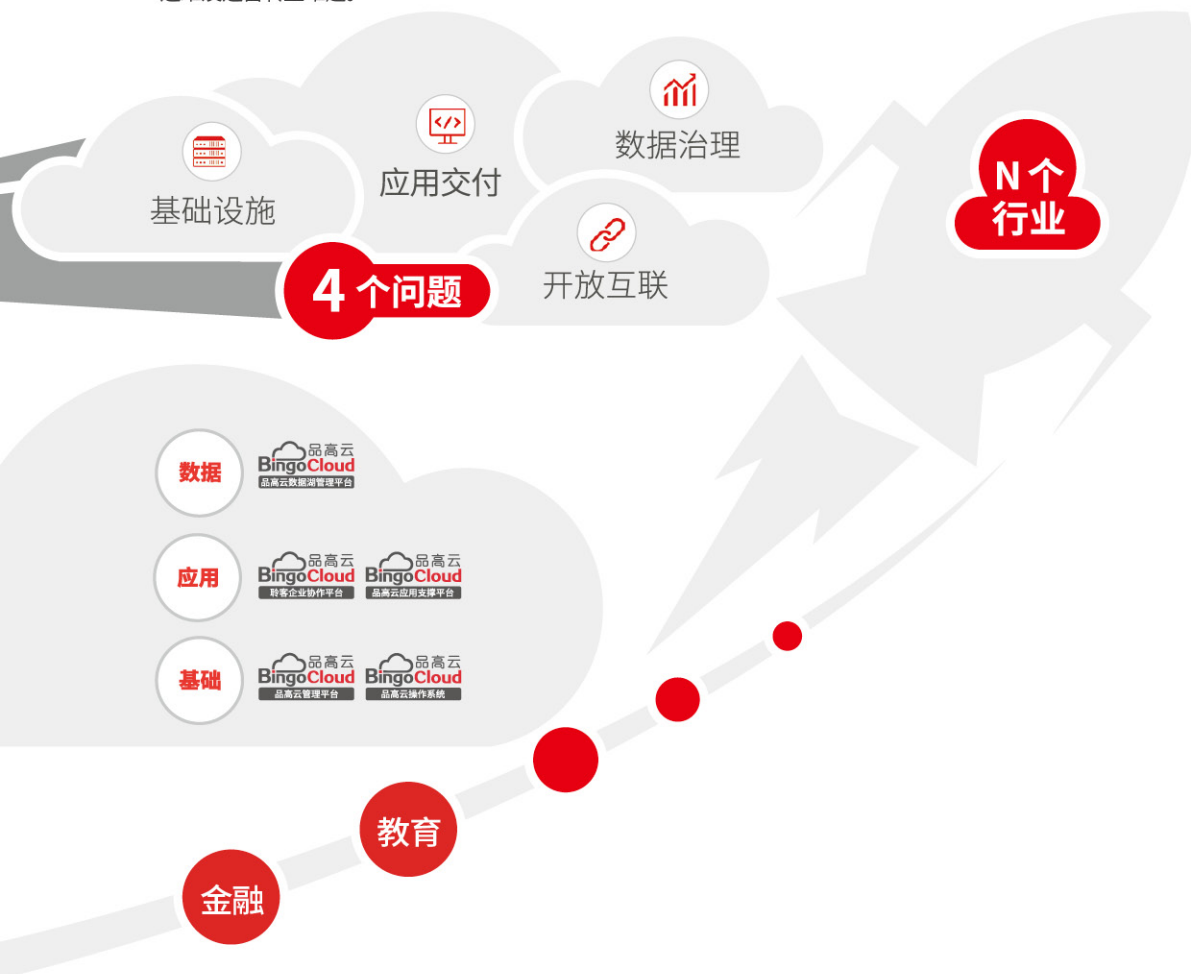 数据治理
应用交付
基础设施
开放互联
4个问题
N个
行业
数据
品高云
BingoCloud
品高云数据湖管理平台
应用
品高云
BingoCloud
聆客企业协作平台
品高云
BingoCloud
品高云应用支撑平台
基础
品高云
BingoCloud
品高云管理平台
品高云
BingoCloud
品高云操作系统
教育
金融